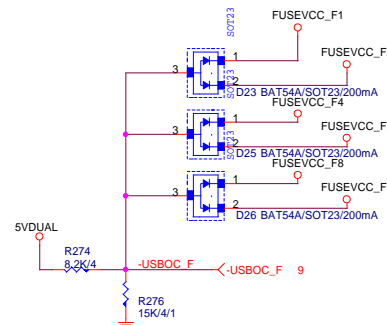 SOT23
FUSEVCC_F1
1
FUSEVCC_F
3
2
D23 BAT54A/SOT23/200mA
SOT23
FUSEVCC_F4
1
FUSEVCC_F
3
2
D25 BAT54A/SOT23/200mA
SOT23
FUSEVCC_F8
1
FUSEVCC_F
3
2
D26 BAT54A/SOT23/200mA
5VDUAL
R274
8.2K/4
-USBOC_F
-USBOC_F 9
R276
15K/4/1